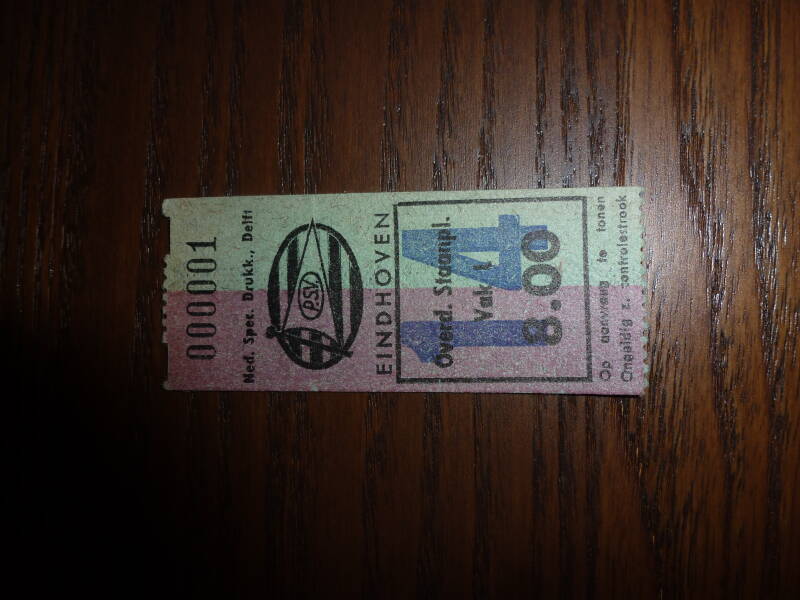 000001
Ned. Spec. Drukk., Delft
PSV
EINDHOVEN
14
Overd. Staanpl.
Vak L
8.00
Op aanvraag te tonen
Ongeldig z. controlestrook